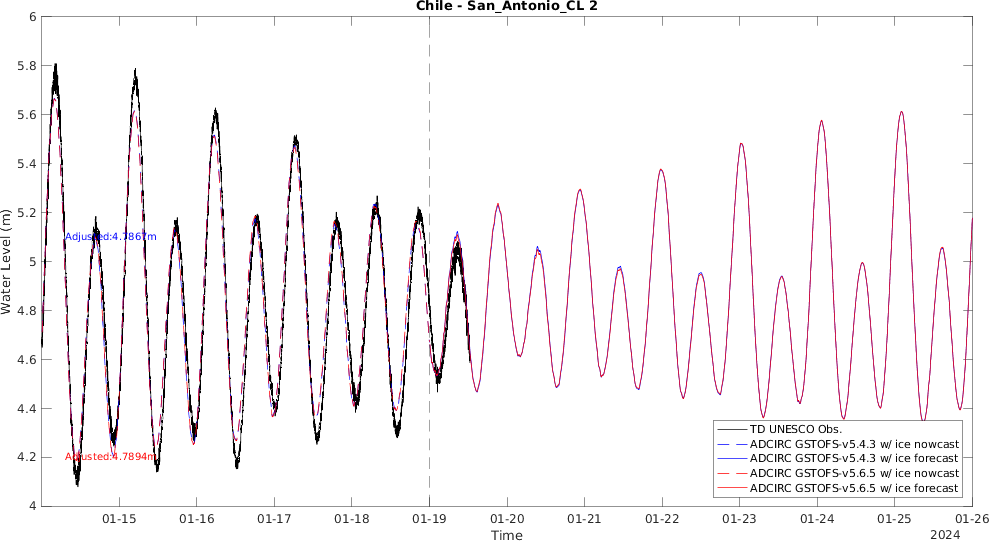 Chile - San_Antonio_CL 2
6
5.8
5.6
5.4
5.2
5
4.8
4.6
4.4
4.2
4
Water Level (m)
Adjusted:4.7867m
Adjusted:4.7894m
TD UNESCO Obs.
ADCIRC GSTOFS-v5.4.3 w/ ice nowcast
ADCIRC GSTOFS-v5.4.3 w/ ice forecast
ADCIRC GSTOFS-v5.6.5 w/ ice nowcast
ADCIRC GSTOFS-v5.6.5 w/ ice forecast
01-15 01-16 01-17 01-18 01-19 01-20 01-21 01-22 01-23 01-24 01-25 01-26
Time
2024